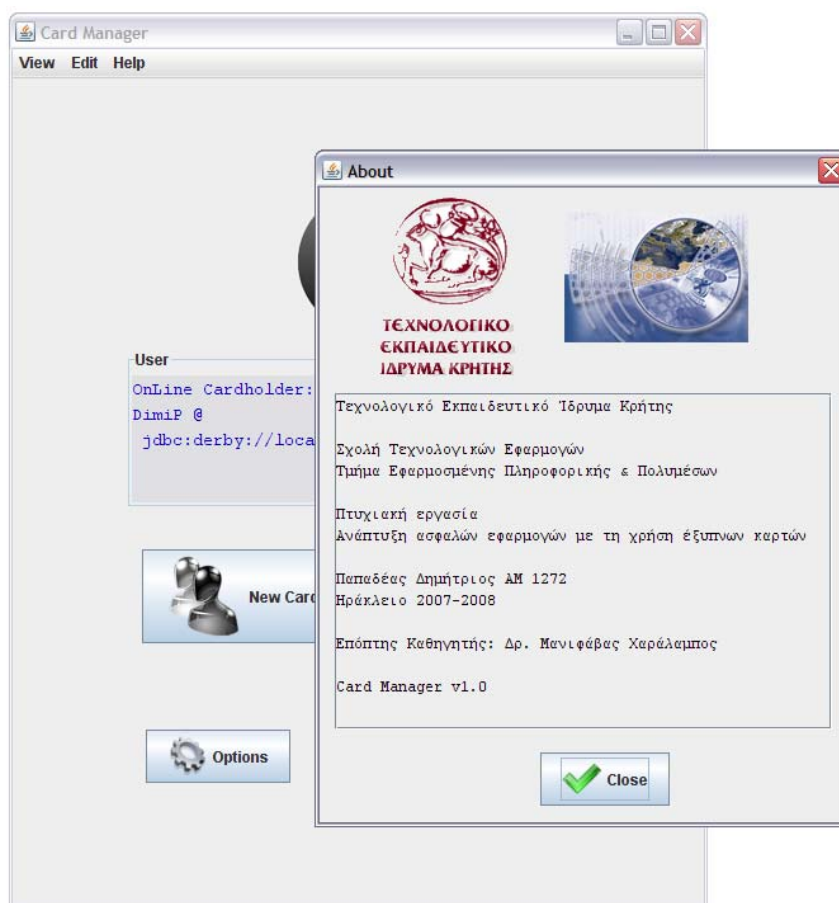 Card Manager
View Edit Help
About
ΤΕΧΝΟΛΟΓΙΚΟ
ΕΚΠΑΙΔΕΥΤΙΚΟ
ΙΔΡΥΜΑ ΚΡΗΤΗΣ
User
OnLine Cardholder:
DimiP @
jdbc:derby://loca
Τεχνολογικό Εκπαιδευτικό Ίδρυμα Κρήτης
Σχολή Τεχνολογικών Εφαρμογών
Τμήμα Εφαρμοσμένης Πληροφορικής & Πολυμέσων
Πτυχιακή εργασία
Ανάπτυξη ασφαλών εφαρμογών με τη χρήση έξυπνων καρτών
Παπαδέας Δημήτριος ΑΜ 1272
Ηράκλειο 2007-2008
Επόπτης Καθηγητής: Δρ. Μανιφάβας Χαράλαμπος
Card Manager v1.0
New Card
Options
Close